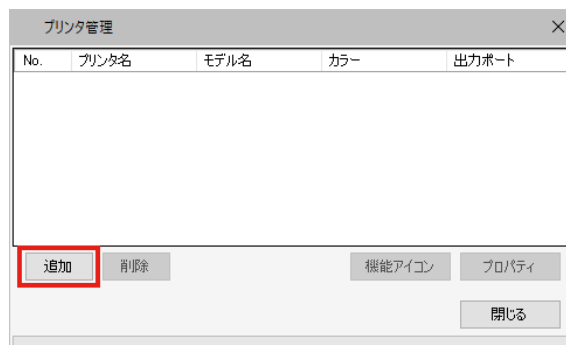 プリンタ管理
No. プリンタ名 モデル名 カラー 出力ポート
追加 削除 機能アイコン プロパティ
閉じる